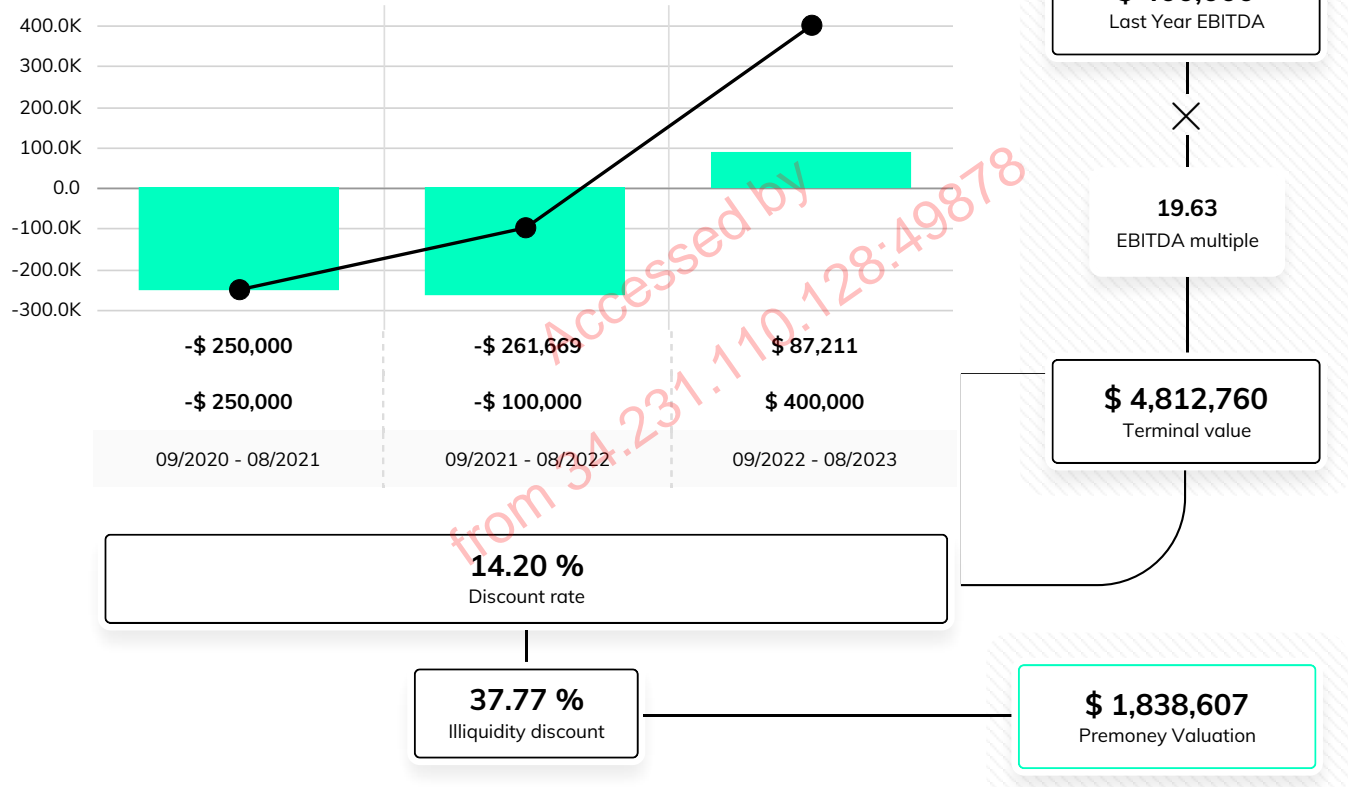 400.0K
300.0K
200.0K
100.0K
0.0
-100.0K
-200.0K
-300.0K
-$ 250,000 -$ 261,669 $ 87,211
-$ 250,000 -$ 100,000 $ 400,000
09/2020 - 08/2021 09/2021 - 08/2022 09/2022 - 08/2023
14.20 %
Discount rate
37.77 %
Illiquidity discount
Last Year EBITDA
19.63
EBITDA multiple
$ 4,812,760
Terminal value
$ 1,838,607
Premoney Valuation
Accessed by
from 34.231.110.128:49878